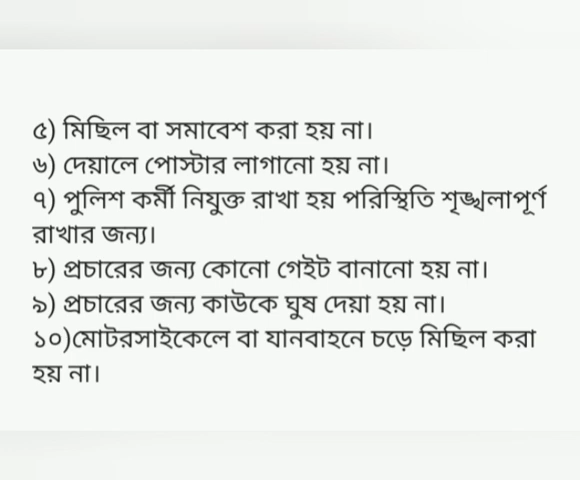 ৫) মিছিল বা সমাবেশ করা হয় না।
৬) দেয়ালে পোস্টার লাগানো হয় না।
৭) পুলিশ কর্মী নিযুক্ত রাখা হয় পরিস্থিতি শৃঙ্খলাপূর্ণ
রাখার জন্য।
৮) প্রচারের জন্য কোনো গেইট বানানো হয় না।
৯) প্রচারের জন্য কাউকে ঘুষ দেয়া হয় না।
১০)মোটরসাইকেলে বা যানবাহনে চড়ে মিছিল করা
হয় না।